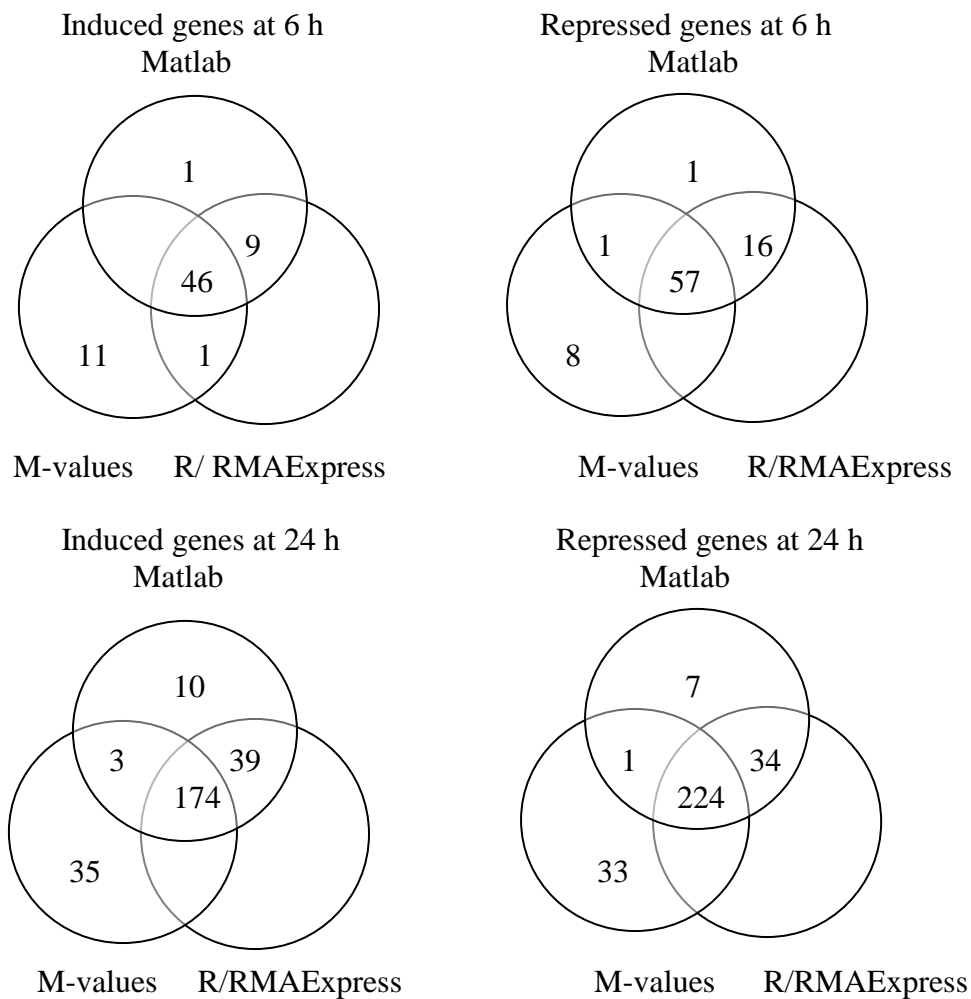 Induced genes at 6 h
Matlab
1
9
46
11
1
M-values
R/ RMAExpress
Repressed genes at 6 h
Matlab
1
1
16
57
8
M-values
R/RMAExpress
Induced genes at 24 h
Matlab
10
3
39
174
35
M-values
R/RMAExpress
Repressed genes at 24 h
Matlab
7
1
34
224
33
M-values
R/RMAExpress